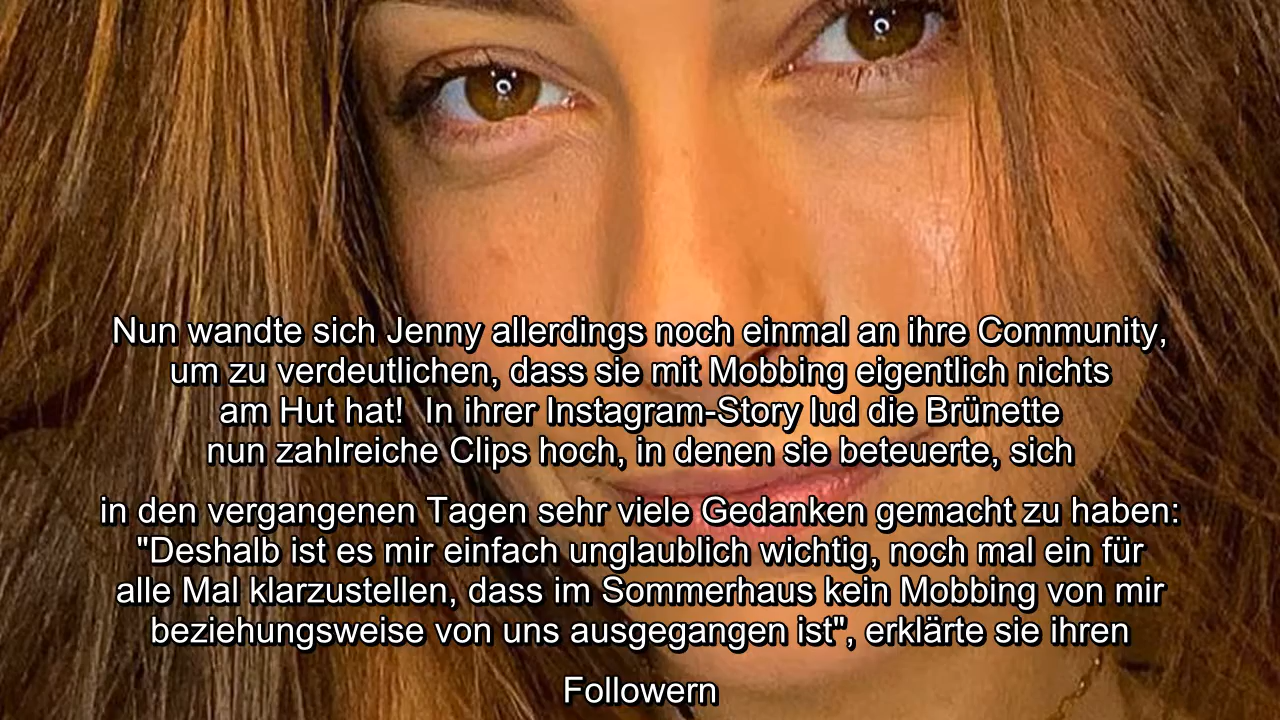 Nun wandte sich Jenny allerdings noch einmal an ihre Community,
um zu verdeutlichen, dass sie mit Mobbing eigentlich nichts
am Hut hat!  In ihrer Instagram-Story lud die Brünette
nun zahlreiche Clips hoch, in denen sie beteuerte, sich
in den vergangenen Tagen sehr viele Gedanken gemacht zu haben:
"Deshalb ist es mir einfach unglaublich wichtig, noch mal ein für
alle Mal klarzustellen, dass im Sommerhaus kein Mobbing von mir
beziehungsweise von uns ausgegangen ist", erklärte sie ihren
Followern